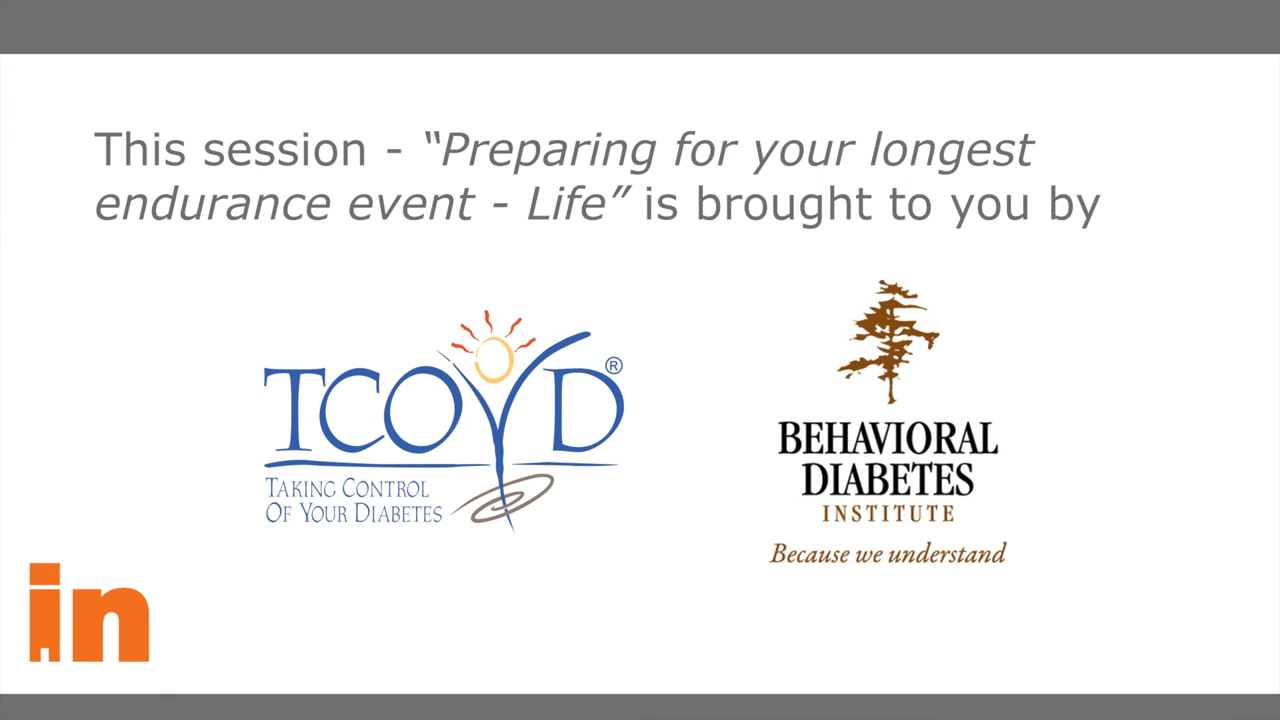 This session - “Preparing for your longest
endurance event - Life” is brought to you by
TCOYD®
TAKING CONTROL
OF YOUR DIABETES
BEHAVIORAL
DIABETES
INSTITUTE
Because we understand
in